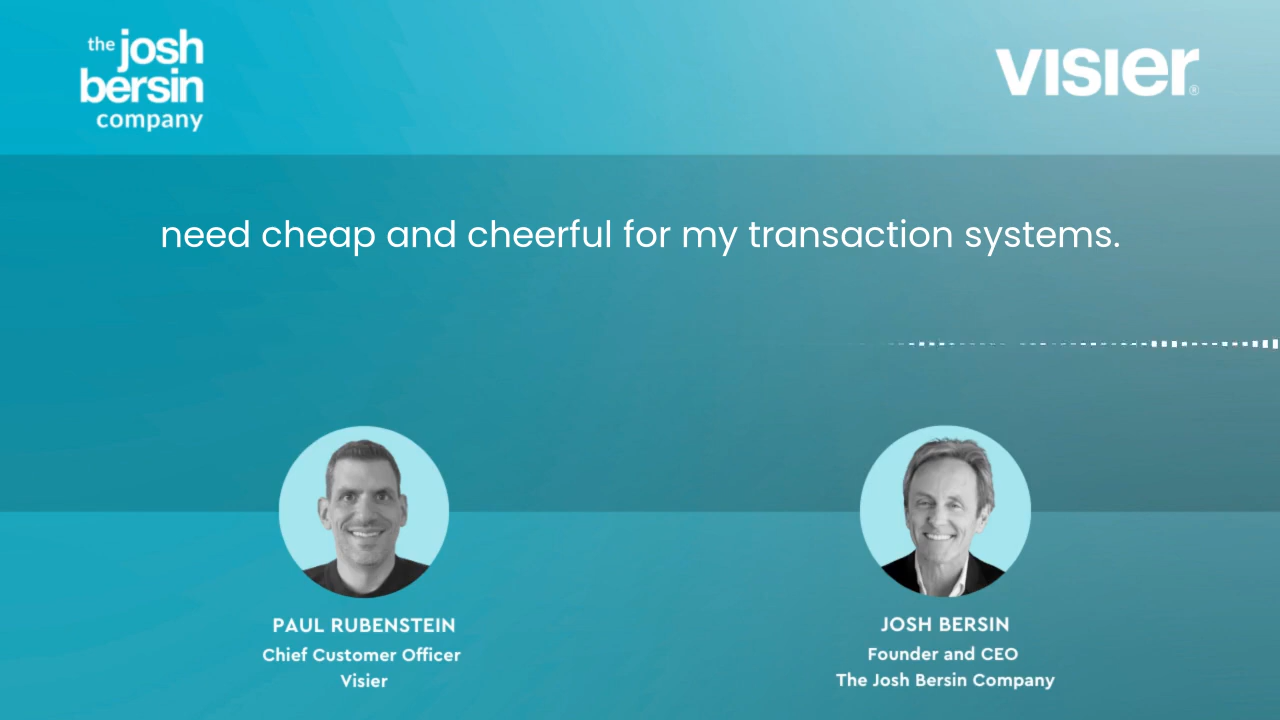 the josh
bersin
company
VISIER®
need cheap and cheerful for my transaction systems.
PAUL RUBENSTEIN
Chief Customer Officer
Visier
JOSH BERSIN
Founder and CEO
The Josh Bersin Company